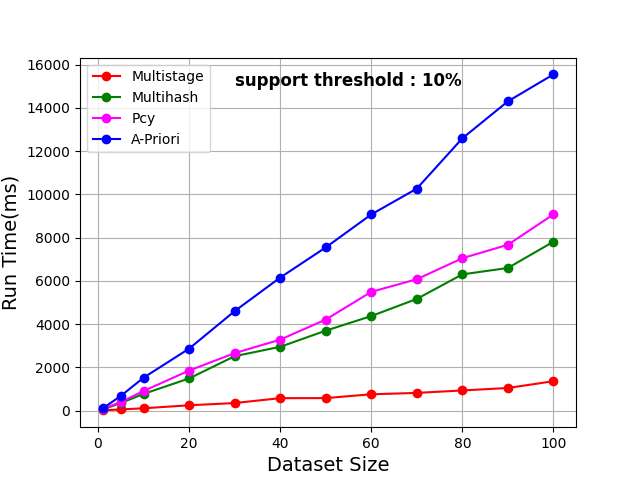 support threshold : 10%
Multistage
Multihash
Pcy
A-Priori
Run Time(ms)
16000
14000
12000
10000
8000
6000
4000
2000
0
0 20 40 60 80 100
Dataset Size